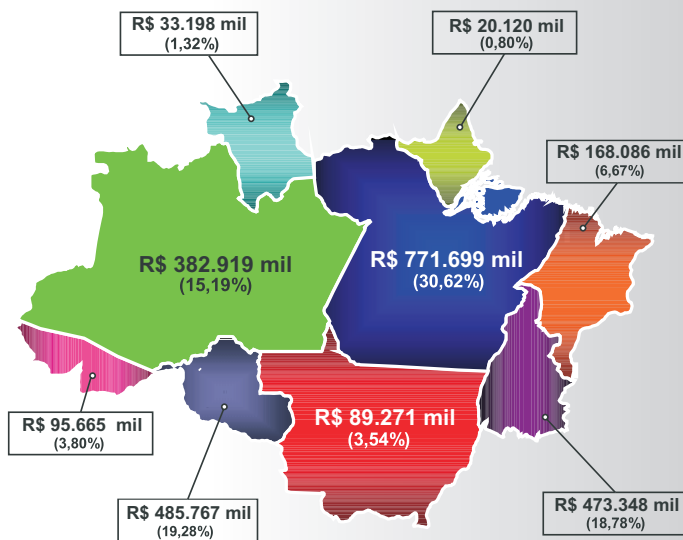 R$ 33.198 mil
(1,32%)
R$ 20.120 mil
(0,80%)
R$ 168.086 mil
(6,67%)
R$ 382.919 mil
(15,19%)
R$ 771.699 mil
(30,62%)
R$ 95.665 mil
(3,80%)
R$ 89.271 mil
(3,54%)
R$ 485.767 mil
(19,28%)
R$ 473.348 mil
(18,78%)